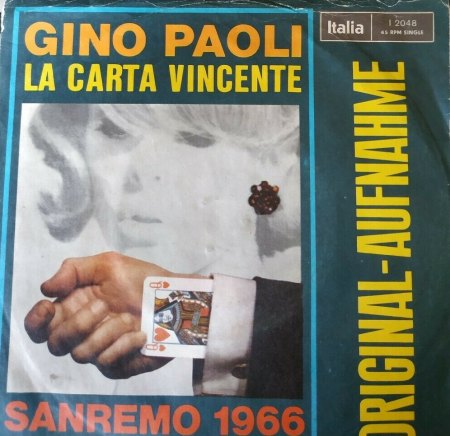 GINO PAOLI
LA CARTA VINCENTE
Italia
I 2048
45 RPM SINGLE
ORIGINAL-AUFNAHME
Q
SANREMO 1966